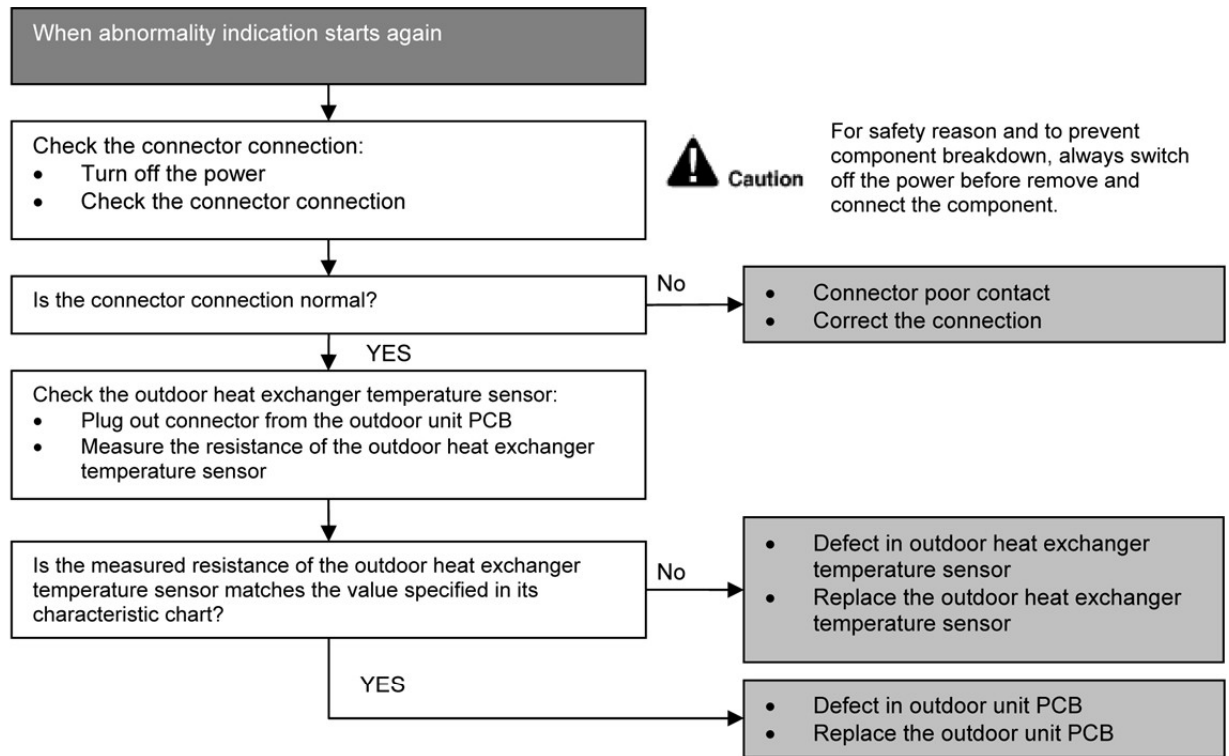 When abnormality indication starts again
Check the connector connection:
• Turn off the power
• Check the connector connection
Caution
For safety reason and to prevent
component breakdown, always switch
off the power before remove and
connect the component.
Is the connector connection normal?
No
• Connector poor contact
• Correct the connection
YES
Check the outdoor heat exchanger temperature sensor:
• Plug out connector from the outdoor unit PCB
• Measure the resistance of the outdoor heat exchanger
temperature sensor
Is the measured resistance of the outdoor heat exchanger
temperature sensor matches the value specified in its
characteristic chart?
No
• Defect in outdoor heat exchanger
temperature sensor
• Replace the outdoor heat exchanger
temperature sensor
YES
• Defect in outdoor unit PCB
• Replace the outdoor unit PCB